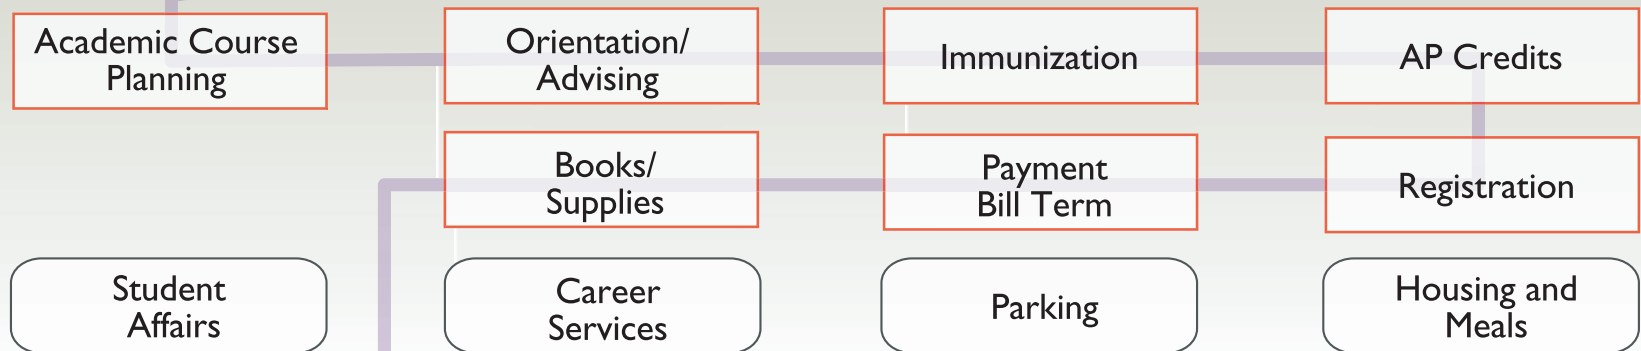 Academic Course
Planning
Orientation/
Advising
Immunization
AP Credits
Books/
Supplies
Payment
Bill Term
Registration
Student
Affairs
Career
Services
Parking
Housing and
Meals